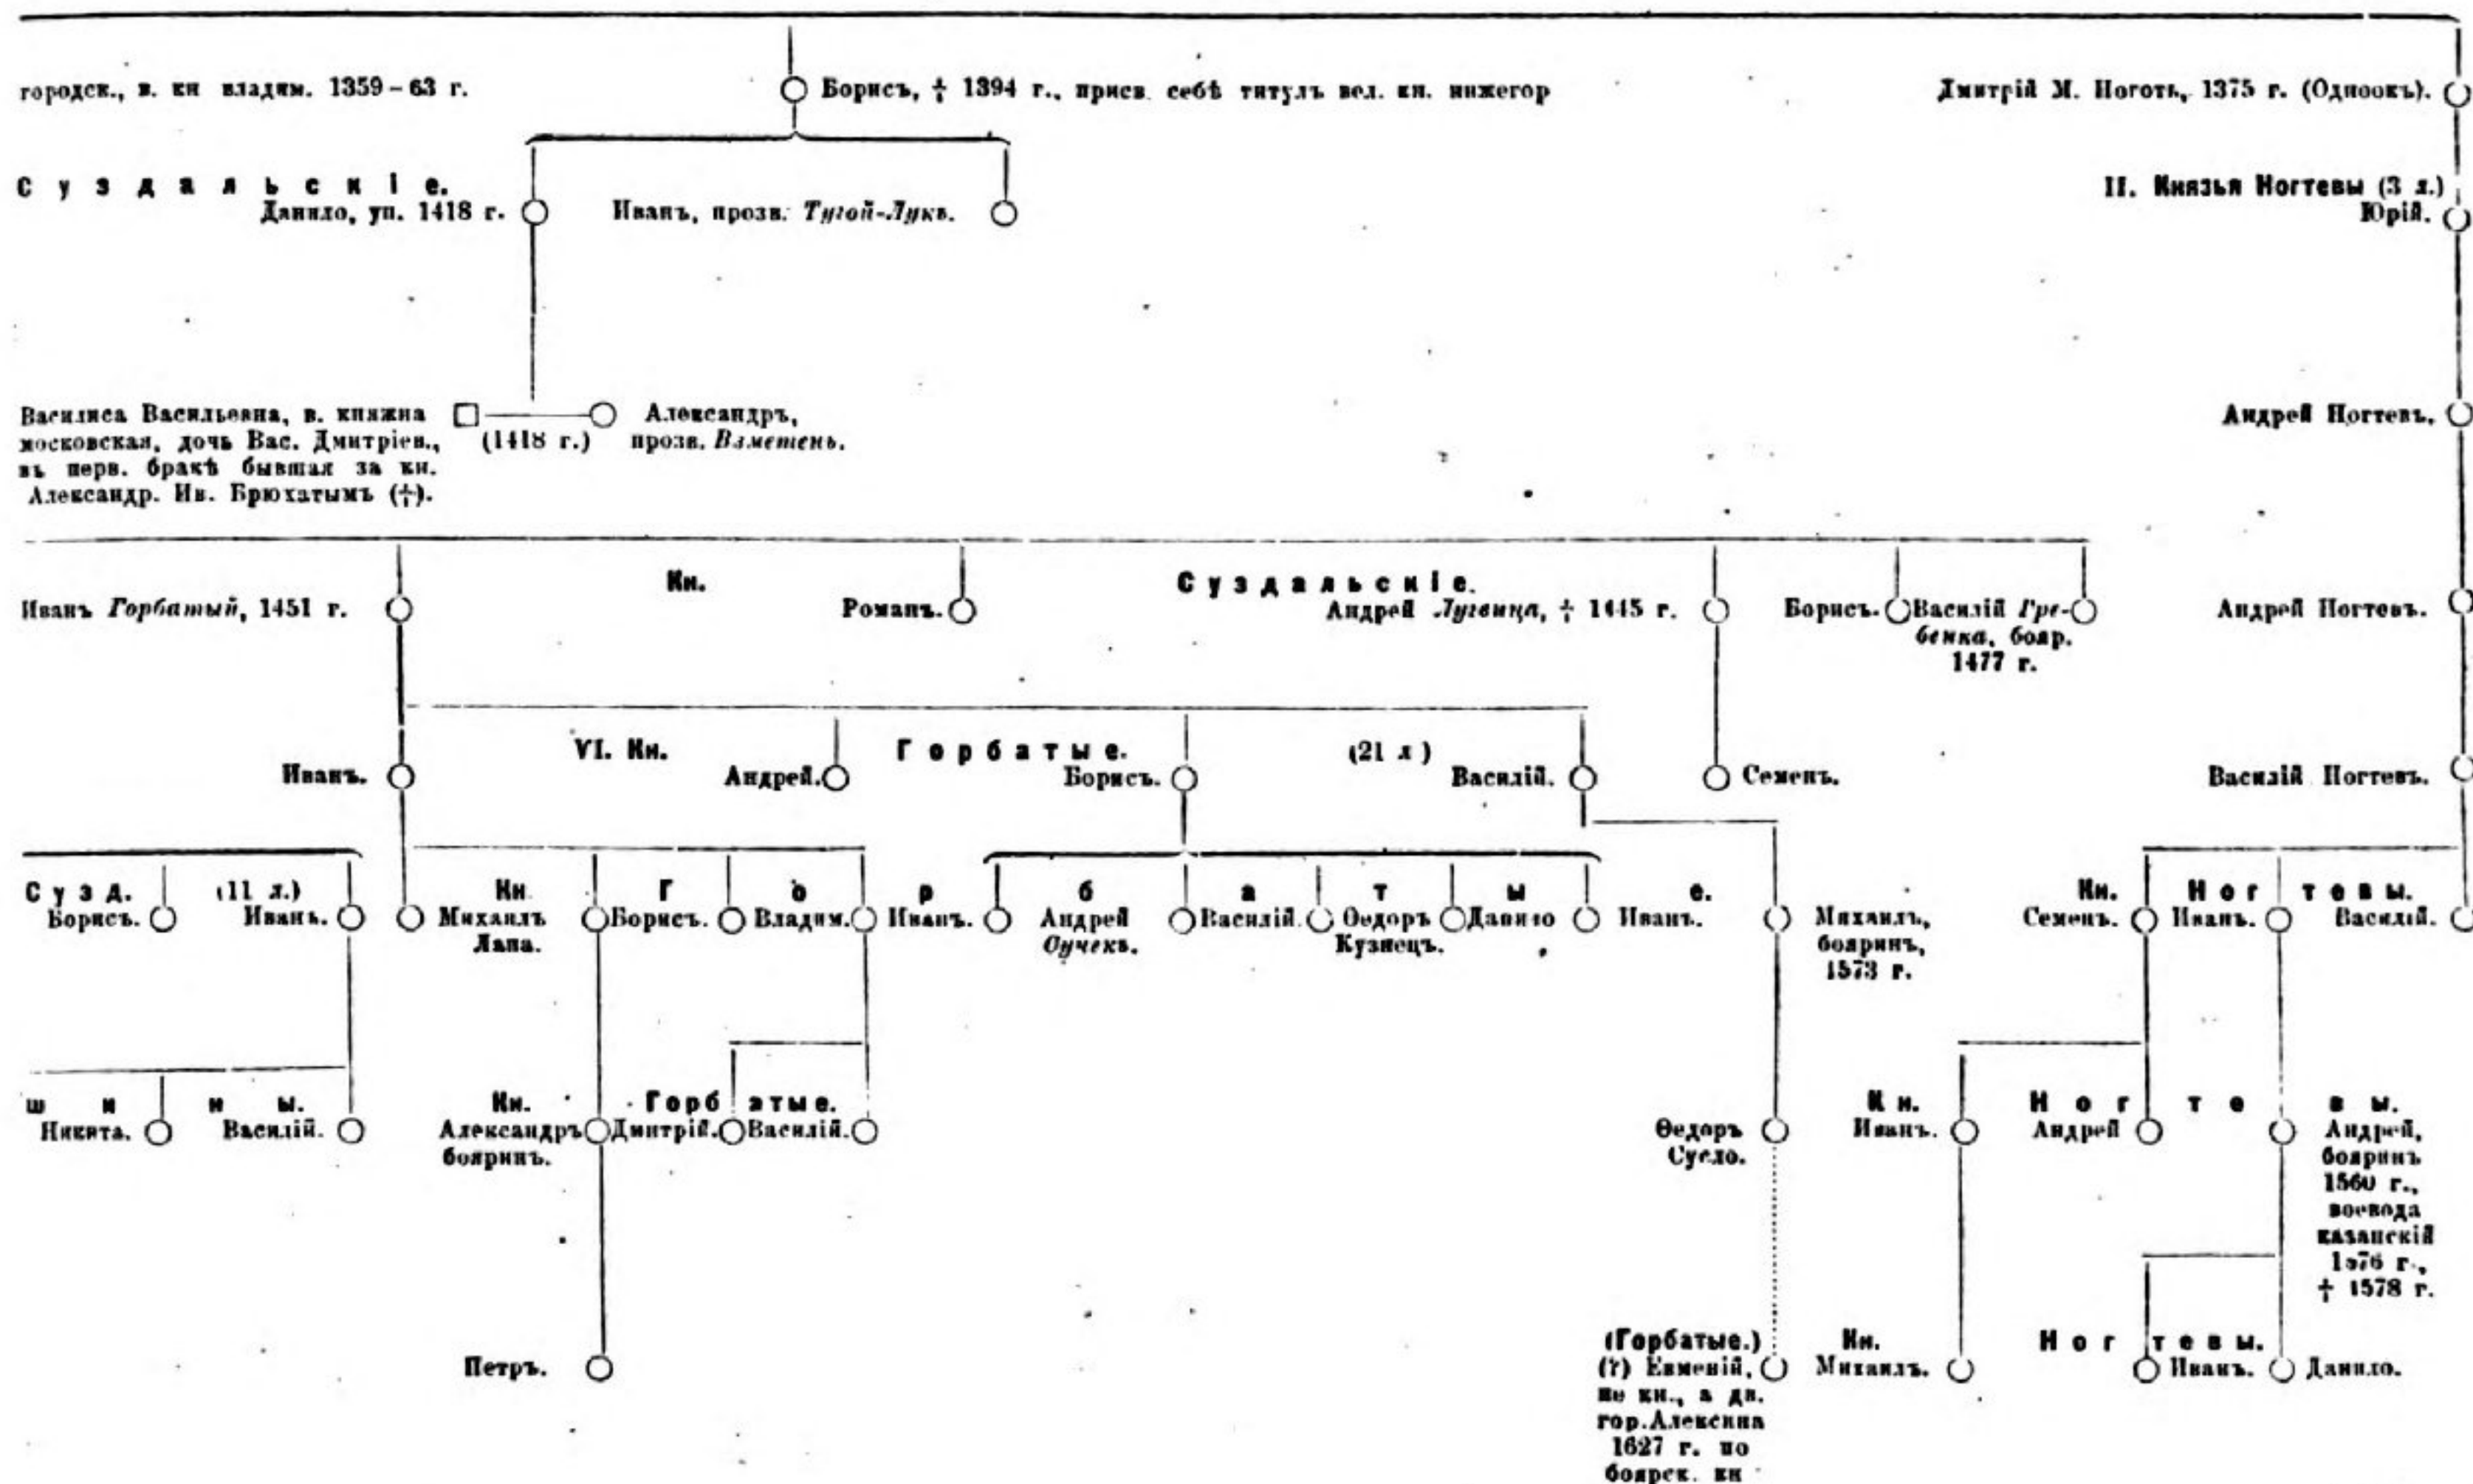 городск., в. кн владим. 1359–63 г.
Борисъ, † 1394 г., присв. себѣ титулъ вел. кн. нижегор
Дмитрій М. Ноготь, 1375 г. (Одноокъ).
Суздальскіе.
Данило, уп. 1418 г.
Иванъ, прозв. Тугой-Лукъ.
II. Князья Ногтевы (3 л.)
Юрій.
Василиса Васильевна, в. княжна
московская, дочь Вас. Дмитріев.,
въ перв. бракѣ бывшая за кн.
Александр. Ив. Брюхатымъ (†).
(1418 г.)
Александръ,
прозв. Взметень.
Андрей Ногтевъ.
Кн. Суздальскіе.
Иванъ Горбатый, 1451 г.
Романъ.
Андрей Лугвица, † 1445 г.
Борисъ.
Василій Гре-
бенка, бояр.
1477 г.
Андрей Ногтевъ.
VI. Кн. Горбатые. (21 л)
Иванъ.
Андрей.
Борисъ.
Василій.
Семенъ.
Василій Ногтевъ.
Сузд. (11 л.)
Борисъ.
Иванъ.
Кн Горбатые.
Михаилъ
Лапа.
Борисъ.
Владим.
Иванъ.
Андрей
Сучекъ.
Василій.
Ѳедоръ
Кузнецъ.
Данило
Иванъ.
Михаилъ,
бояринъ,
1573 г.
Кн. Ногтевы.
Семенъ.
Иванъ.
Василій.
шины.
Никита.
Василій.
Кн. Горбатые.
Александръ
бояринъ.
Дмитрій.
Василій.
Ѳедоръ
Сусло.
Кн. Ногтевы.
Иванъ.
Андрей
Андрей,
бояринъ
1560 г.,
воевода
казанскій
1576 г.,
† 1578 г.
Петръ.
(Горбатые.)
(?) Евменій,
не кн., а дв.
гор. Алексина
1627 г. по
боярск. кн
Кн. Ногтевы.
Михаилъ.
Иванъ.
Данило.